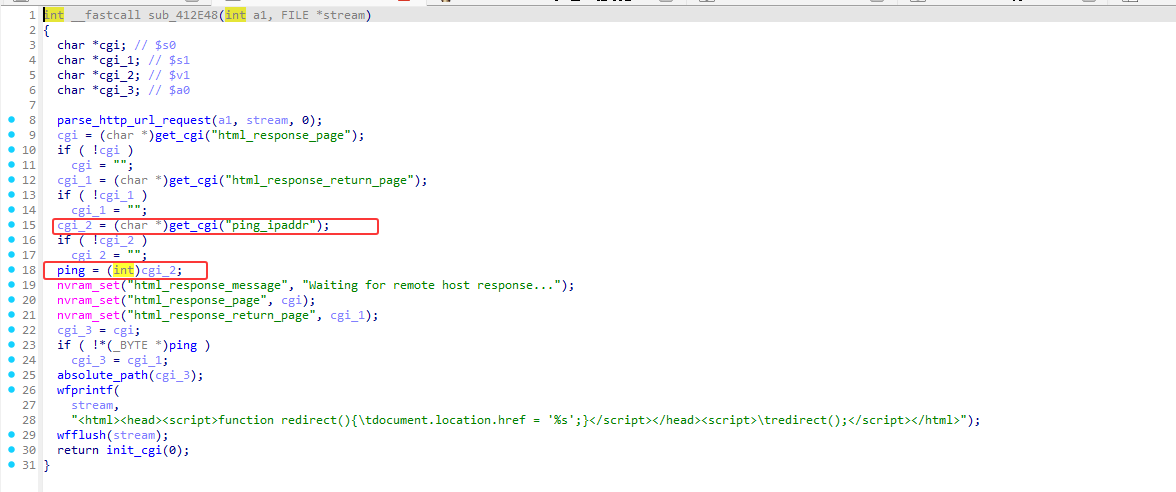 1 int __fastcall sub_412E48(int a1, FILE *stream)
2 {
3 char *cgi; // $s0
4 char *cgi_1; // $s1
5 char *cgi_2; // $v1
6 char *cgi_3; // $a0
7
8 parse_http_url_request(a1, stream, 0);
9 cgi = (char *)get_cgi("html_response_page");
10 if ( !cgi )
11 cgi = "";
12 cgi_1 = (char *)get_cgi("html_response_return_page");
13 if ( !cgi_1 )
14 cgi_1 = "";
15 cgi_2 = (char *)get_cgi("ping_ipaddr");
16 if ( !cgi_2 )
17 cgi_2 = "";
18 ping = (int)cgi_2;
19 nvram_set("html_response_message", "Waiting for remote host response...");
20 nvram_set("html_response_page", cgi);
21 nvram_set("html_response_return_page", cgi_1);
22 cgi_3 = cgi;
23 if ( !*(_BYTE *)ping )
24 cgi_3 = cgi_1;
25 absolute_path(cgi_3);
26 wfprintf(
27 stream,
28 "<html><head><script>function redirect(){\tdocument.location.href = '%s';}</script></head><script>\tredirect();</script></html>");
29 wfflush(stream);
30 return init_cgi(0);
31 }